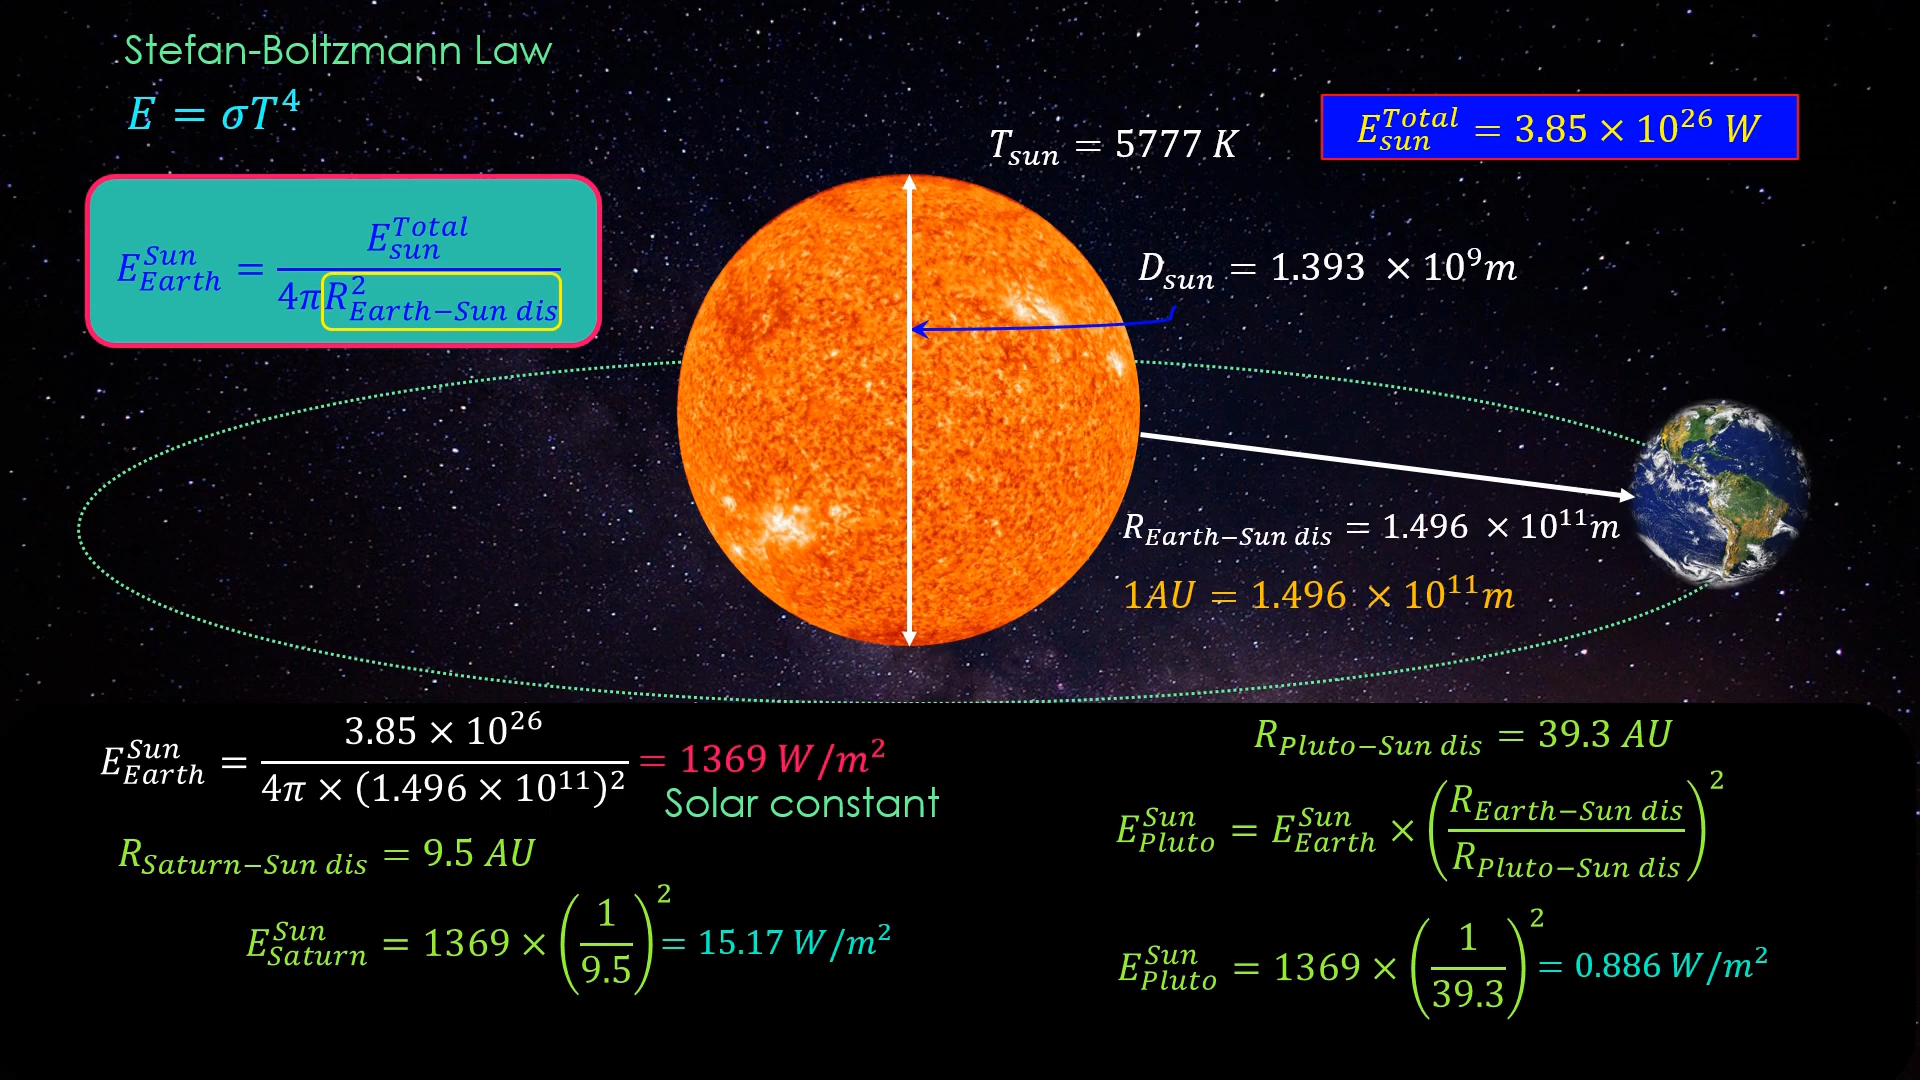 Stefan-Boltzmann Law
E = σT⁴
T_sun = 5777 K
E_sun^Total = 3.85 × 10²⁶ W
E_Earth^Sun = E_sun^Total / 4πR²_Earth−Sun dis
D_sun = 1.393 × 10⁹m
R_Earth−Sun dis = 1.496 × 10¹¹m
1AU = 1.496 × 10¹¹m
E_Earth^Sun = 3.85 × 10²⁶ / 4π × (1.496 × 10¹¹)² = 1369 W/m²
Solar constant
R_Saturn−Sun dis = 9.5 AU
E_Saturn^Sun = 1369 × (1/9.5)² = 15.17 W/m²
R_Pluto−Sun dis = 39.3 AU
E_Pluto^Sun = E_Earth^Sun × (R_Earth−Sun dis / R_Pluto−Sun dis)²
E_Pluto^Sun = 1369 × (1/39.3)² = 0.886 W/m²